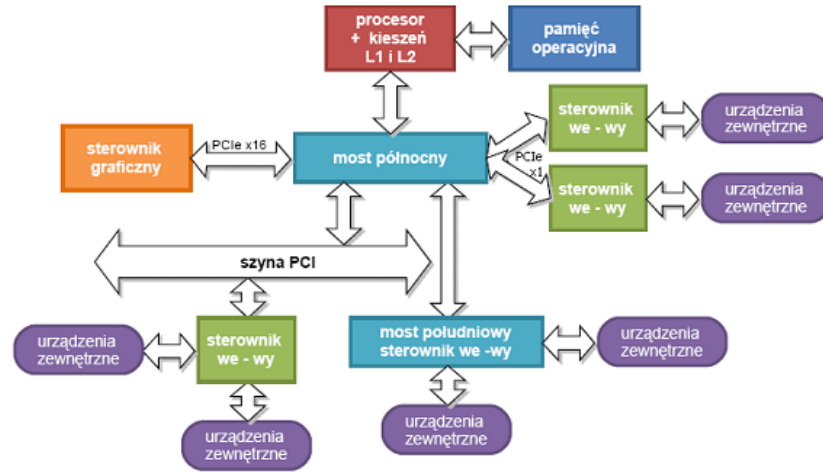 procesor
+ kieszeń
L1 i L2
pamięć
operacyjna
sterownik
graficzny
PCIe x16
most północny
PCIe
x1
sterownik
we - wy
urządzenia
zewnętrzne
sterownik
we - wy
urządzenia
zewnętrzne
szyna PCI
urządzenia
zewnętrzne
sterownik
we - wy
most południowy
sterownik we -wy
urządzenia
zewnętrzne
urządzenia
zewnętrzne
urządzenia
zewnętrzne